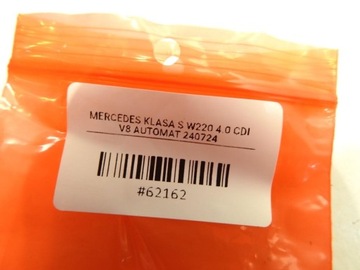 MERCEDES KLASA S W220 4.0 CDI
V8 AUTOMAT 240724
#62162